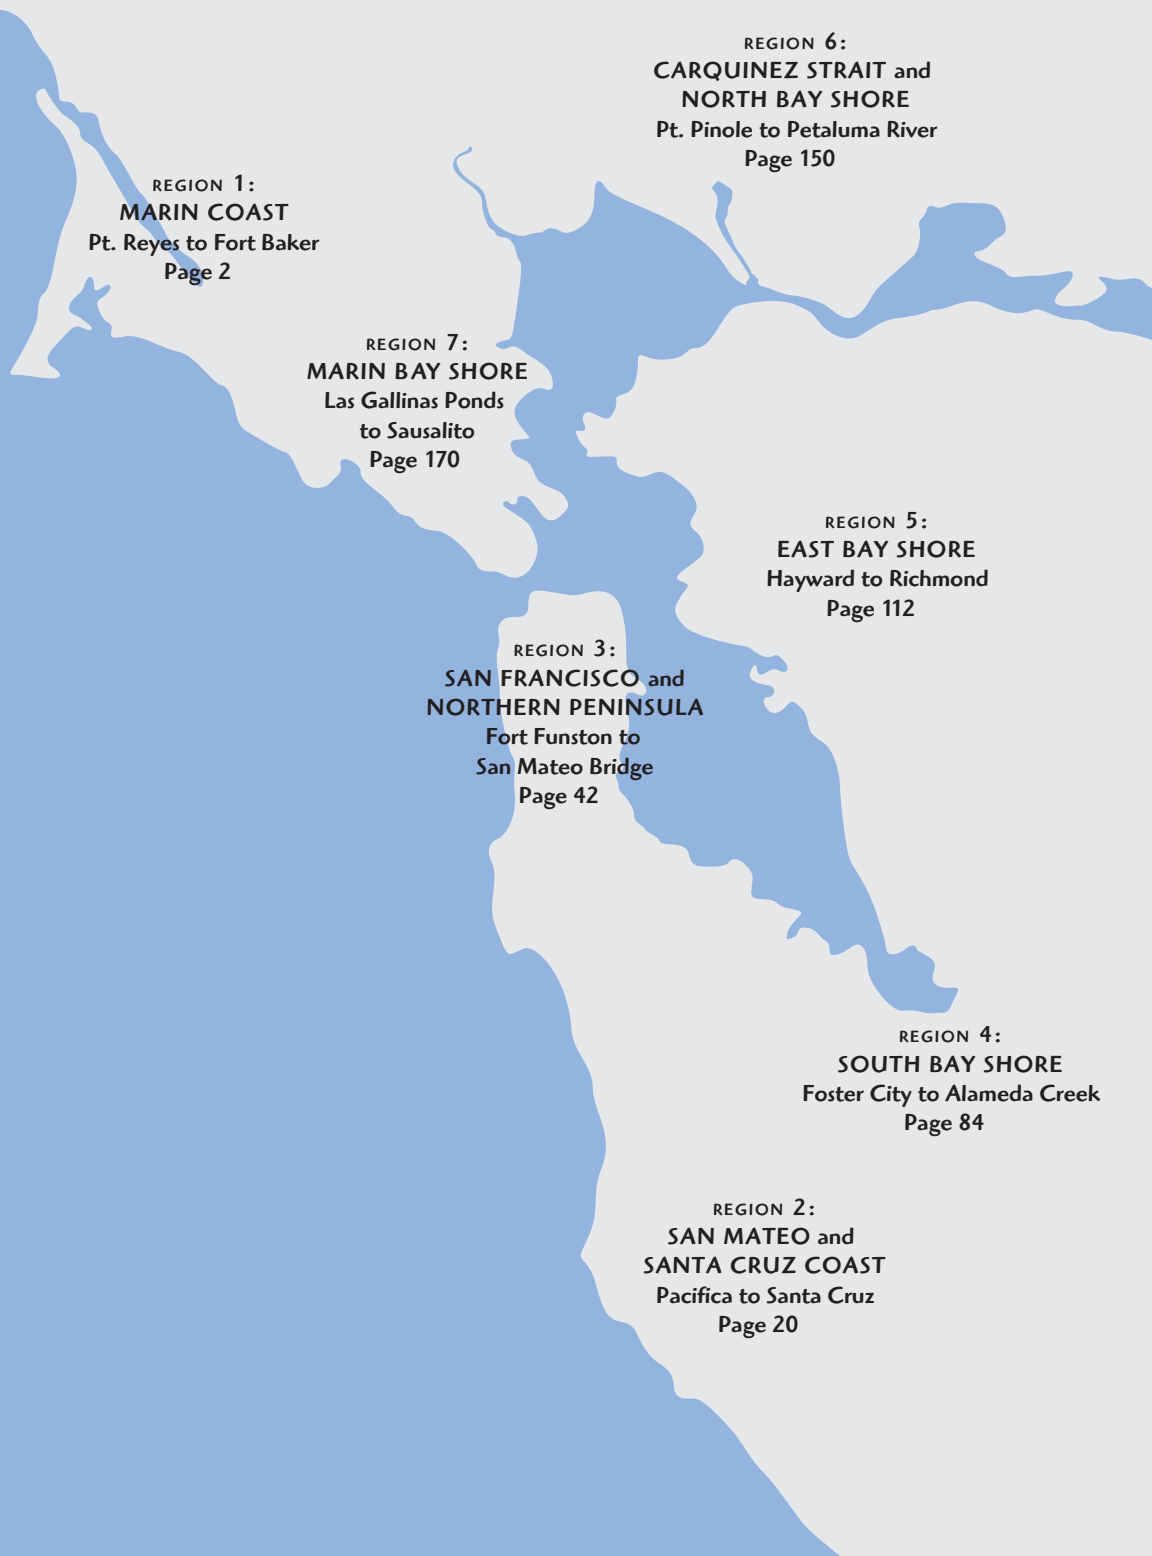 REGION 6:
CARQUINEZ STRAIT and
NORTH BAY SHORE
Pt. Pinole to Petaluma River
Page 150
REGION 1:
MARIN COAST
Pt. Reyes to Fort Baker
Page 2
REGION 7:
MARIN BAY SHORE
Las Gallinas Ponds
to Sausalito
Page 170
REGION 5:
EAST BAY SHORE
Hayward to Richmond
Page 112
REGION 3:
SAN FRANCISCO and
NORTHERN PENINSULA
Fort Funston to
San Mateo Bridge
Page 42
REGION 4:
SOUTH BAY SHORE
Foster City to Alameda Creek
Page 84
REGION 2:
SAN MATEO and
SANTA CRUZ COAST
Pacifica to Santa Cruz
Page 20